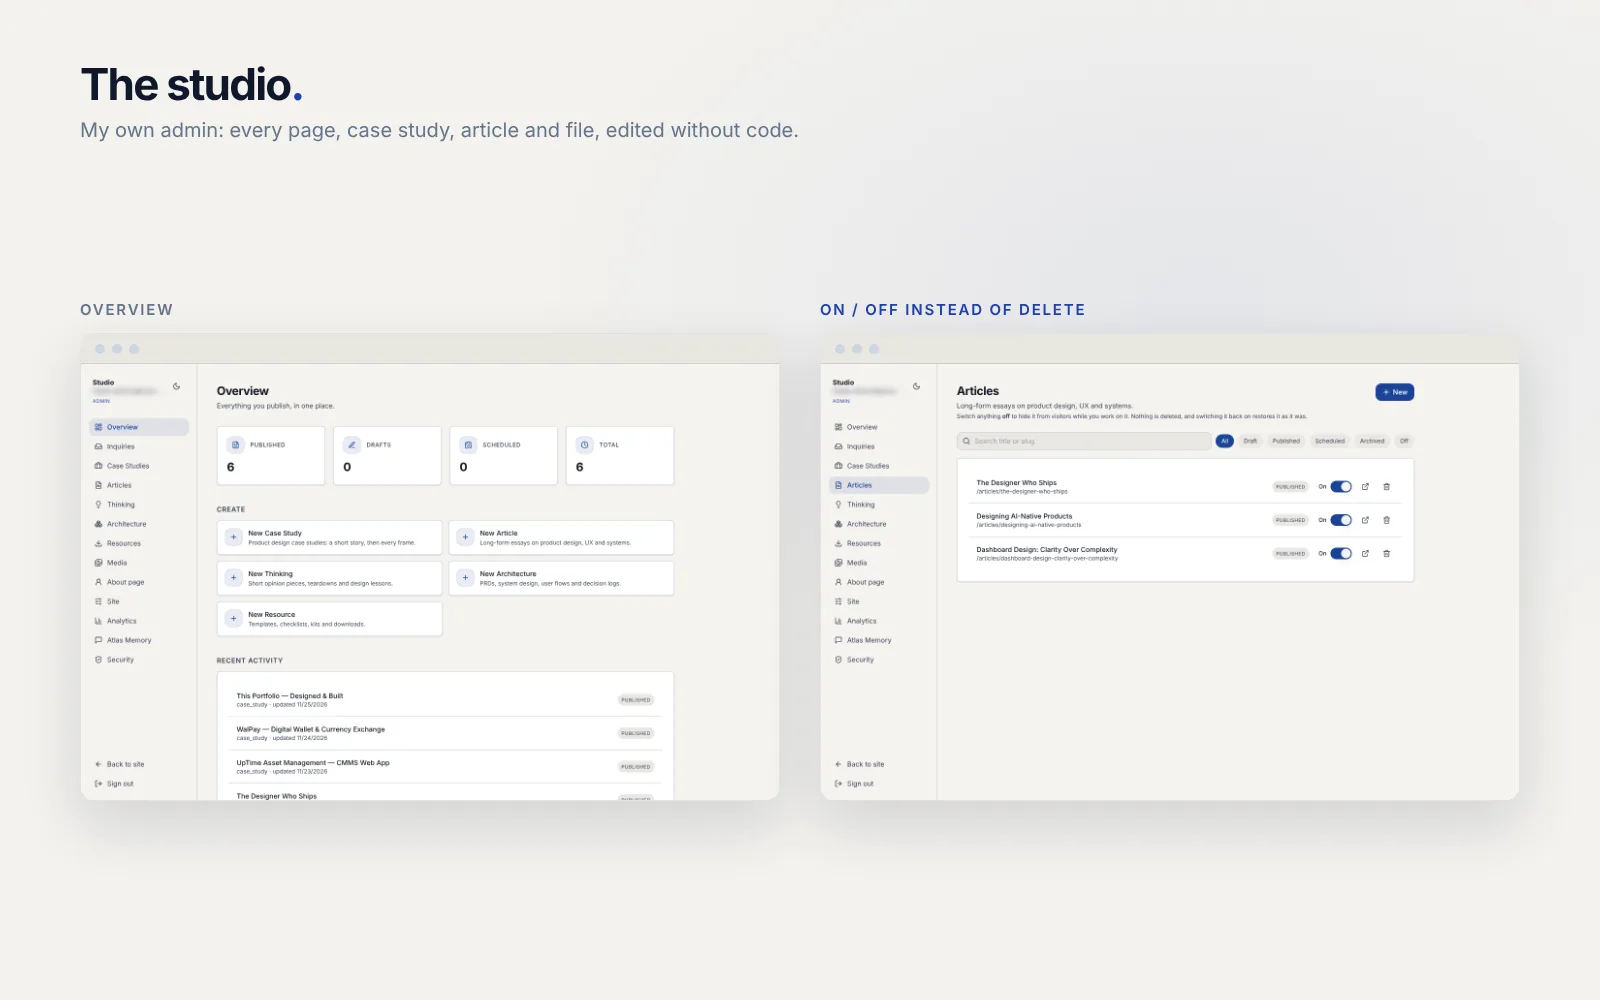 The studio.
My own admin: every page, case study, article and file, edited without code.
OVERVIEW
Studio
ADMIN
Overview
Inquiries
Case Studies
Articles
Thinking
Architecture
Resources
Media
About page
Site
Analytics
Atlas Memory
Security
Back to site
Sign out
Overview
Everything you publish, in one place.
PUBLISHED
6
DRAFTS
0
SCHEDULED
0
TOTAL
6
CREATE
New Case Study
Product design case studies: a short story, then every frame.
New Article
Long-form essays on product design, UX and systems.
New Thinking
Short opinion pieces, teardowns and design lessons.
New Architecture
PRDs, system design, user flows and decision logs.
New Resource
Templates, checklists, kits and downloads.
RECENT ACTIVITY
This Portfolio — Designed & Built
case_study · updated 11/25/2026
PUBLISHED
WalPay — Digital Wallet & Currency Exchange
case_study · updated 11/24/2026
PUBLISHED
UpTime Asset Management — CMMS Web App
case_study · updated 11/23/2026
PUBLISHED
The Designer Who Ships
PUBLISHED
ON / OFF INSTEAD OF DELETE
Studio
ADMIN
Overview
Inquiries
Case Studies
Articles
Thinking
Architecture
Resources
Media
About page
Site
Analytics
Atlas Memory
Security
Back to site
Sign out
Articles
Long-form essays on product design, UX and systems.
Switch anything off to hide it from visitors while you work on it. Nothing is deleted, and switching it back on restores it as it was.
+ New
Search title or slug
All
Draft
Published
Scheduled
Archived
Off
The Designer Who Ships
/articles/the-designer-who-ships
PUBLISHED
On
Designing AI-Native Products
/articles/designing-ai-native-products
PUBLISHED
On
Dashboard Design: Clarity Over Complexity
/articles/dashboard-design-clarity-over-complexity
PUBLISHED
On